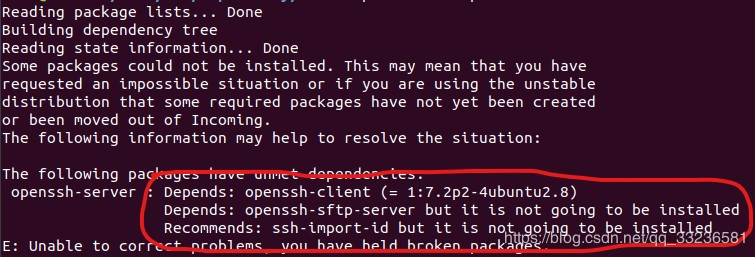 Reading package lists... Done
Building dependency tree
Reading state information... Done
Some packages could not be installed. This may mean that you have
requested an impossible situation or if you are using the unstable
distribution that some required packages have not yet been created
or been moved out of Incoming.
The following information may help to resolve the situation:
The following packages have unmet dependencies:
openssh-server : Depends: openssh-client (= 1:7.2p2-4ubuntu2.8)
Depends: openssh-sftp-server but it is not going to be installed
Recommends: ssh-import-id but it is not going to be installed
https://blog.csdn.net/qq_33236581
E: Unable to correct problems, you have held broken packages.